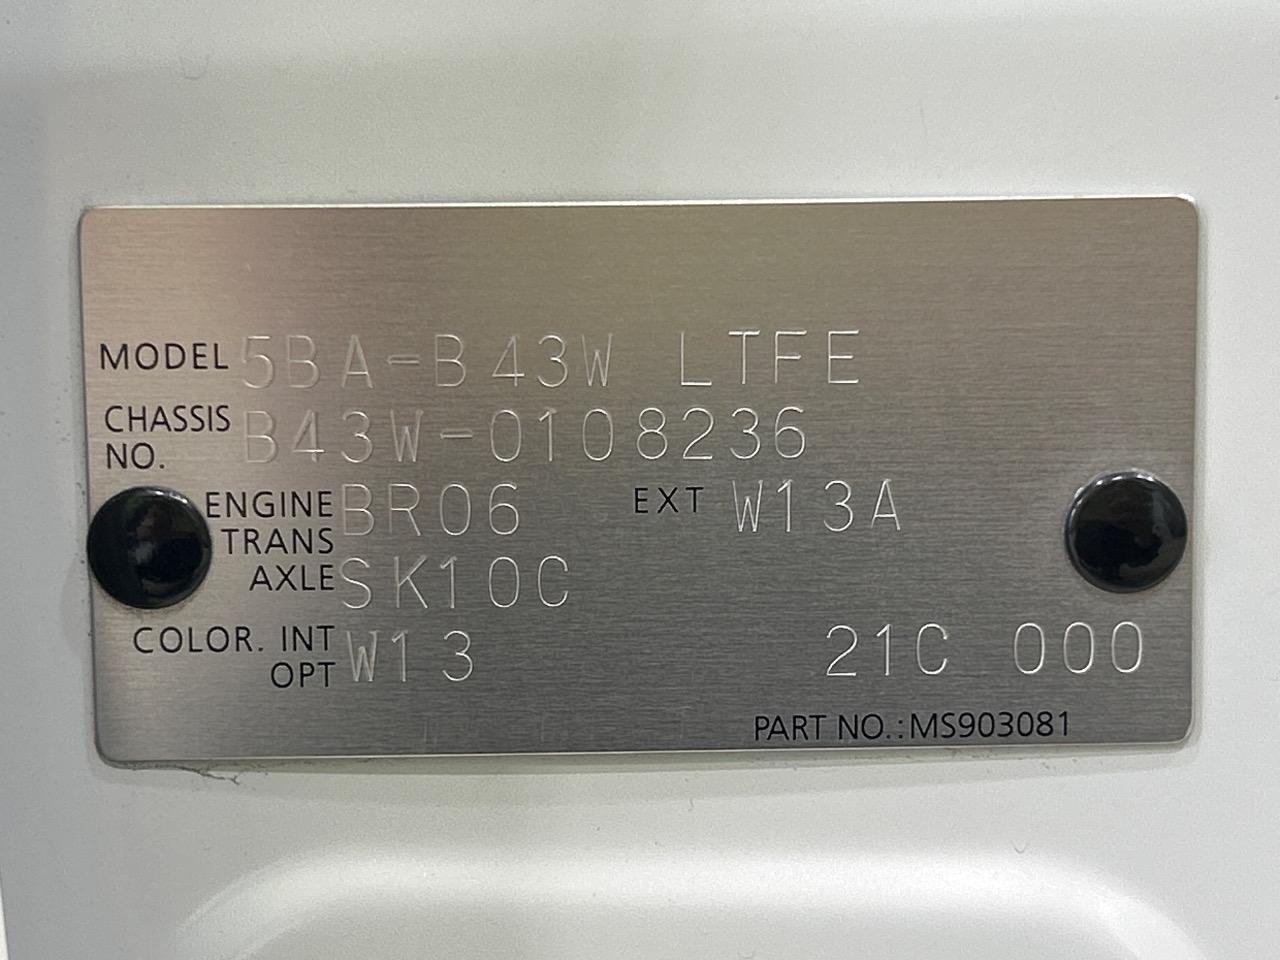 MODEL 5BA-B43W LTFE
CHASSIS NO. B43W-0108236
ENGINE BR06 EXT W13A
TRANS AXLE SK10C
COLOR. INT OPT W13 21C 000
PART NO.:MS903081